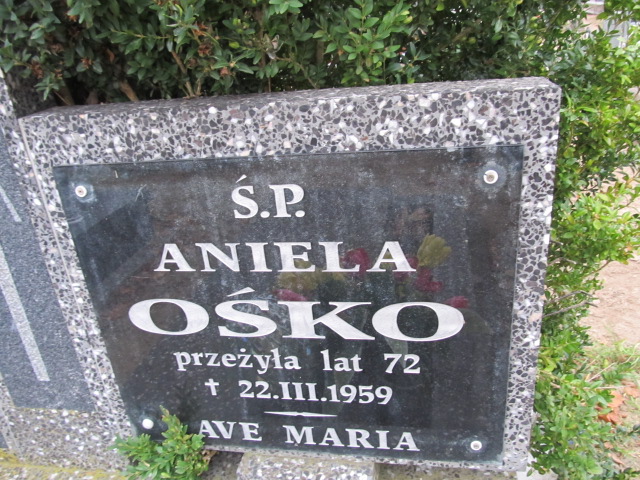 Ś.P.
ANIELA
OŚKO
przeżyła lat 72
† 22.III.1959
AVE MARIA